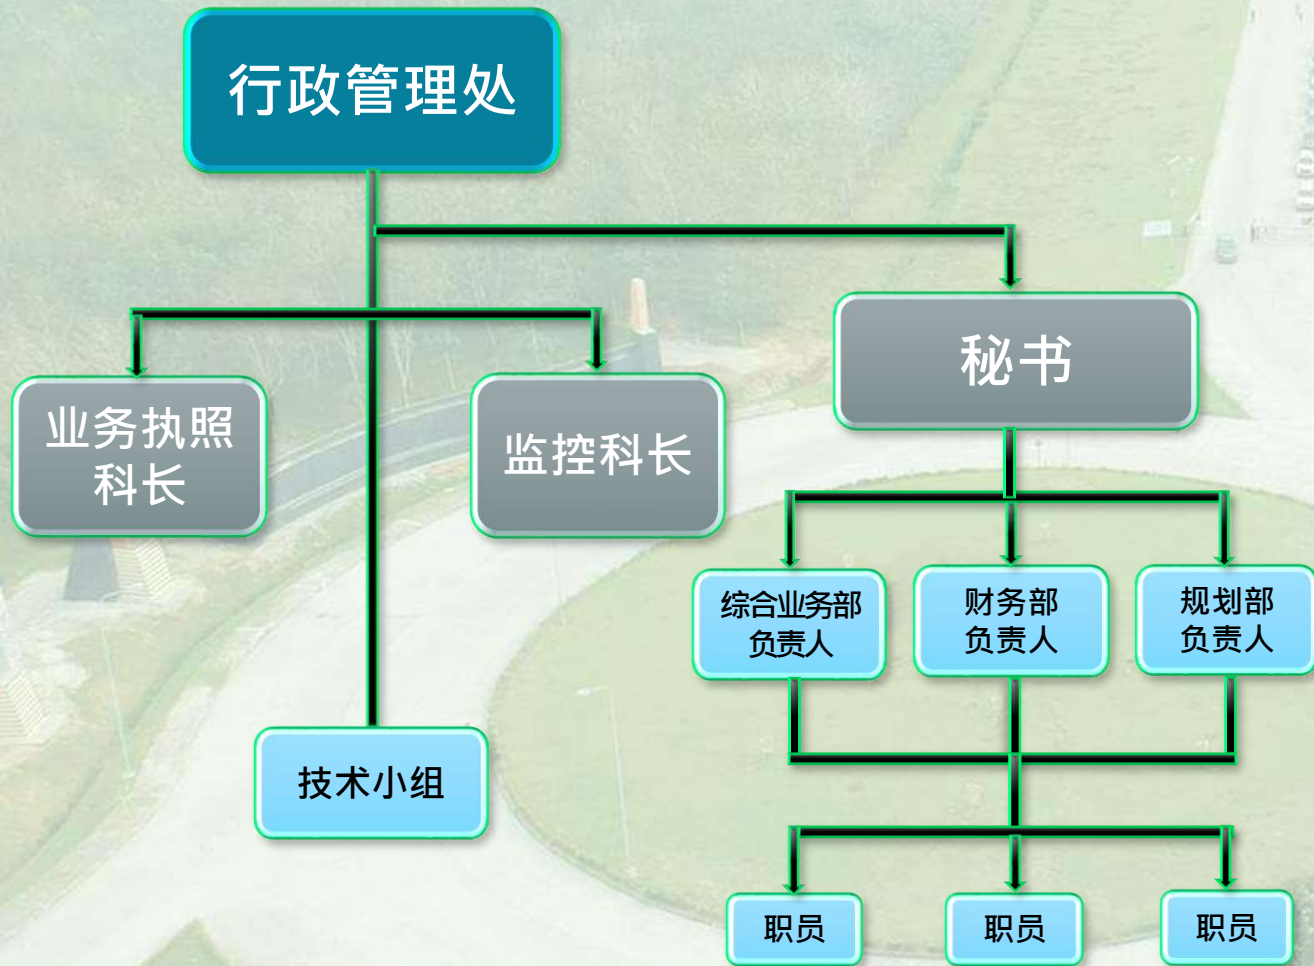 行政管理处
秘书
业务执照
科长
监控科长
综合业务部
负责人
财务部
负责人
规划部
负责人
技术小组
职员
职员
职员